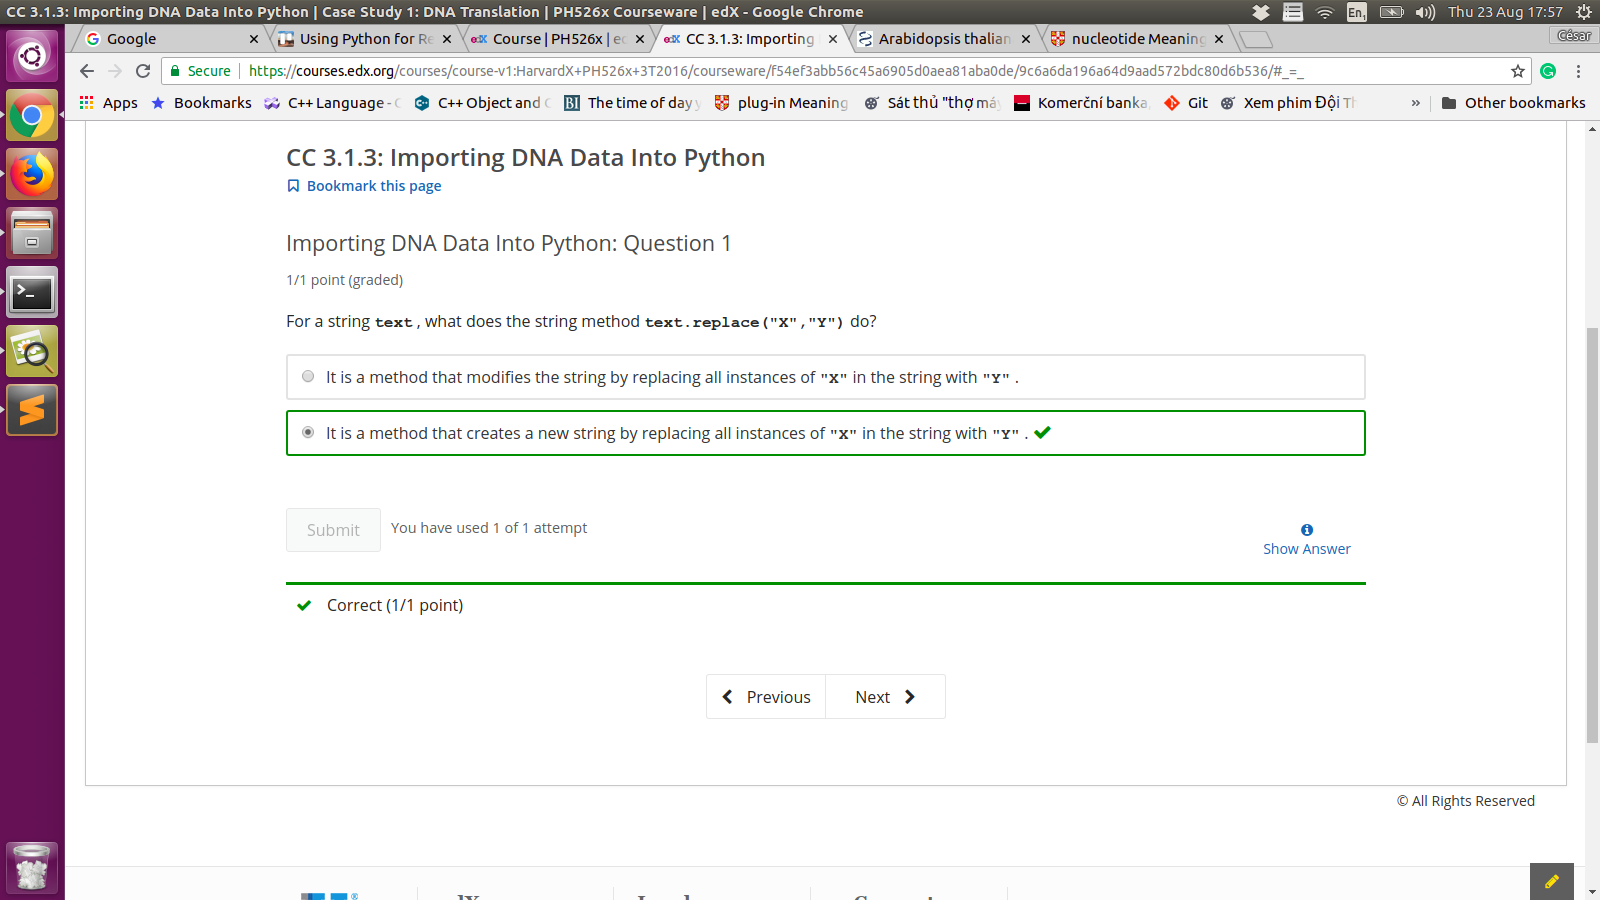 CC 3.1.3: Importing DNA Data Into Python | Case Study 1: DNA Translation | PH526x Courseware | edX - Google Chrome
En1
Thu 23 Aug 17:57
Google
Using Python for Re
edX Course | PH526x | ed
edX CC 3.1.3: Importing
Arabidopsis thalian
nucleotide Meaning
César
Secure
https://courses.edx.org/courses/course-v1:HarvardX+PH526x+3T2016/courseware/f54ef3abb56c45a6905d0aea81aba0de/9c6a6da196a64d9aad572bdc80d6b536/#_=_
Apps
Bookmarks
C++ Language - C
C++ Object and C
BI The time of day y
plug-in Meaning
Sát thủ "thợ má
Komerční banka,
Git
Xem phim Đội Th
»
Other bookmarks
CC 3.1.3: Importing DNA Data Into Python
Bookmark this page
Importing DNA Data Into Python: Question 1
1/1 point (graded)
For a string text , what does the string method text.replace("X","Y") do?
It is a method that modifies the string by replacing all instances of "X" in the string with "Y" .
It is a method that creates a new string by replacing all instances of "X" in the string with "Y" .
Submit
You have used 1 of 1 attempt
Show Answer
Correct (1/1 point)
Previous
Next
© All Rights Reserved